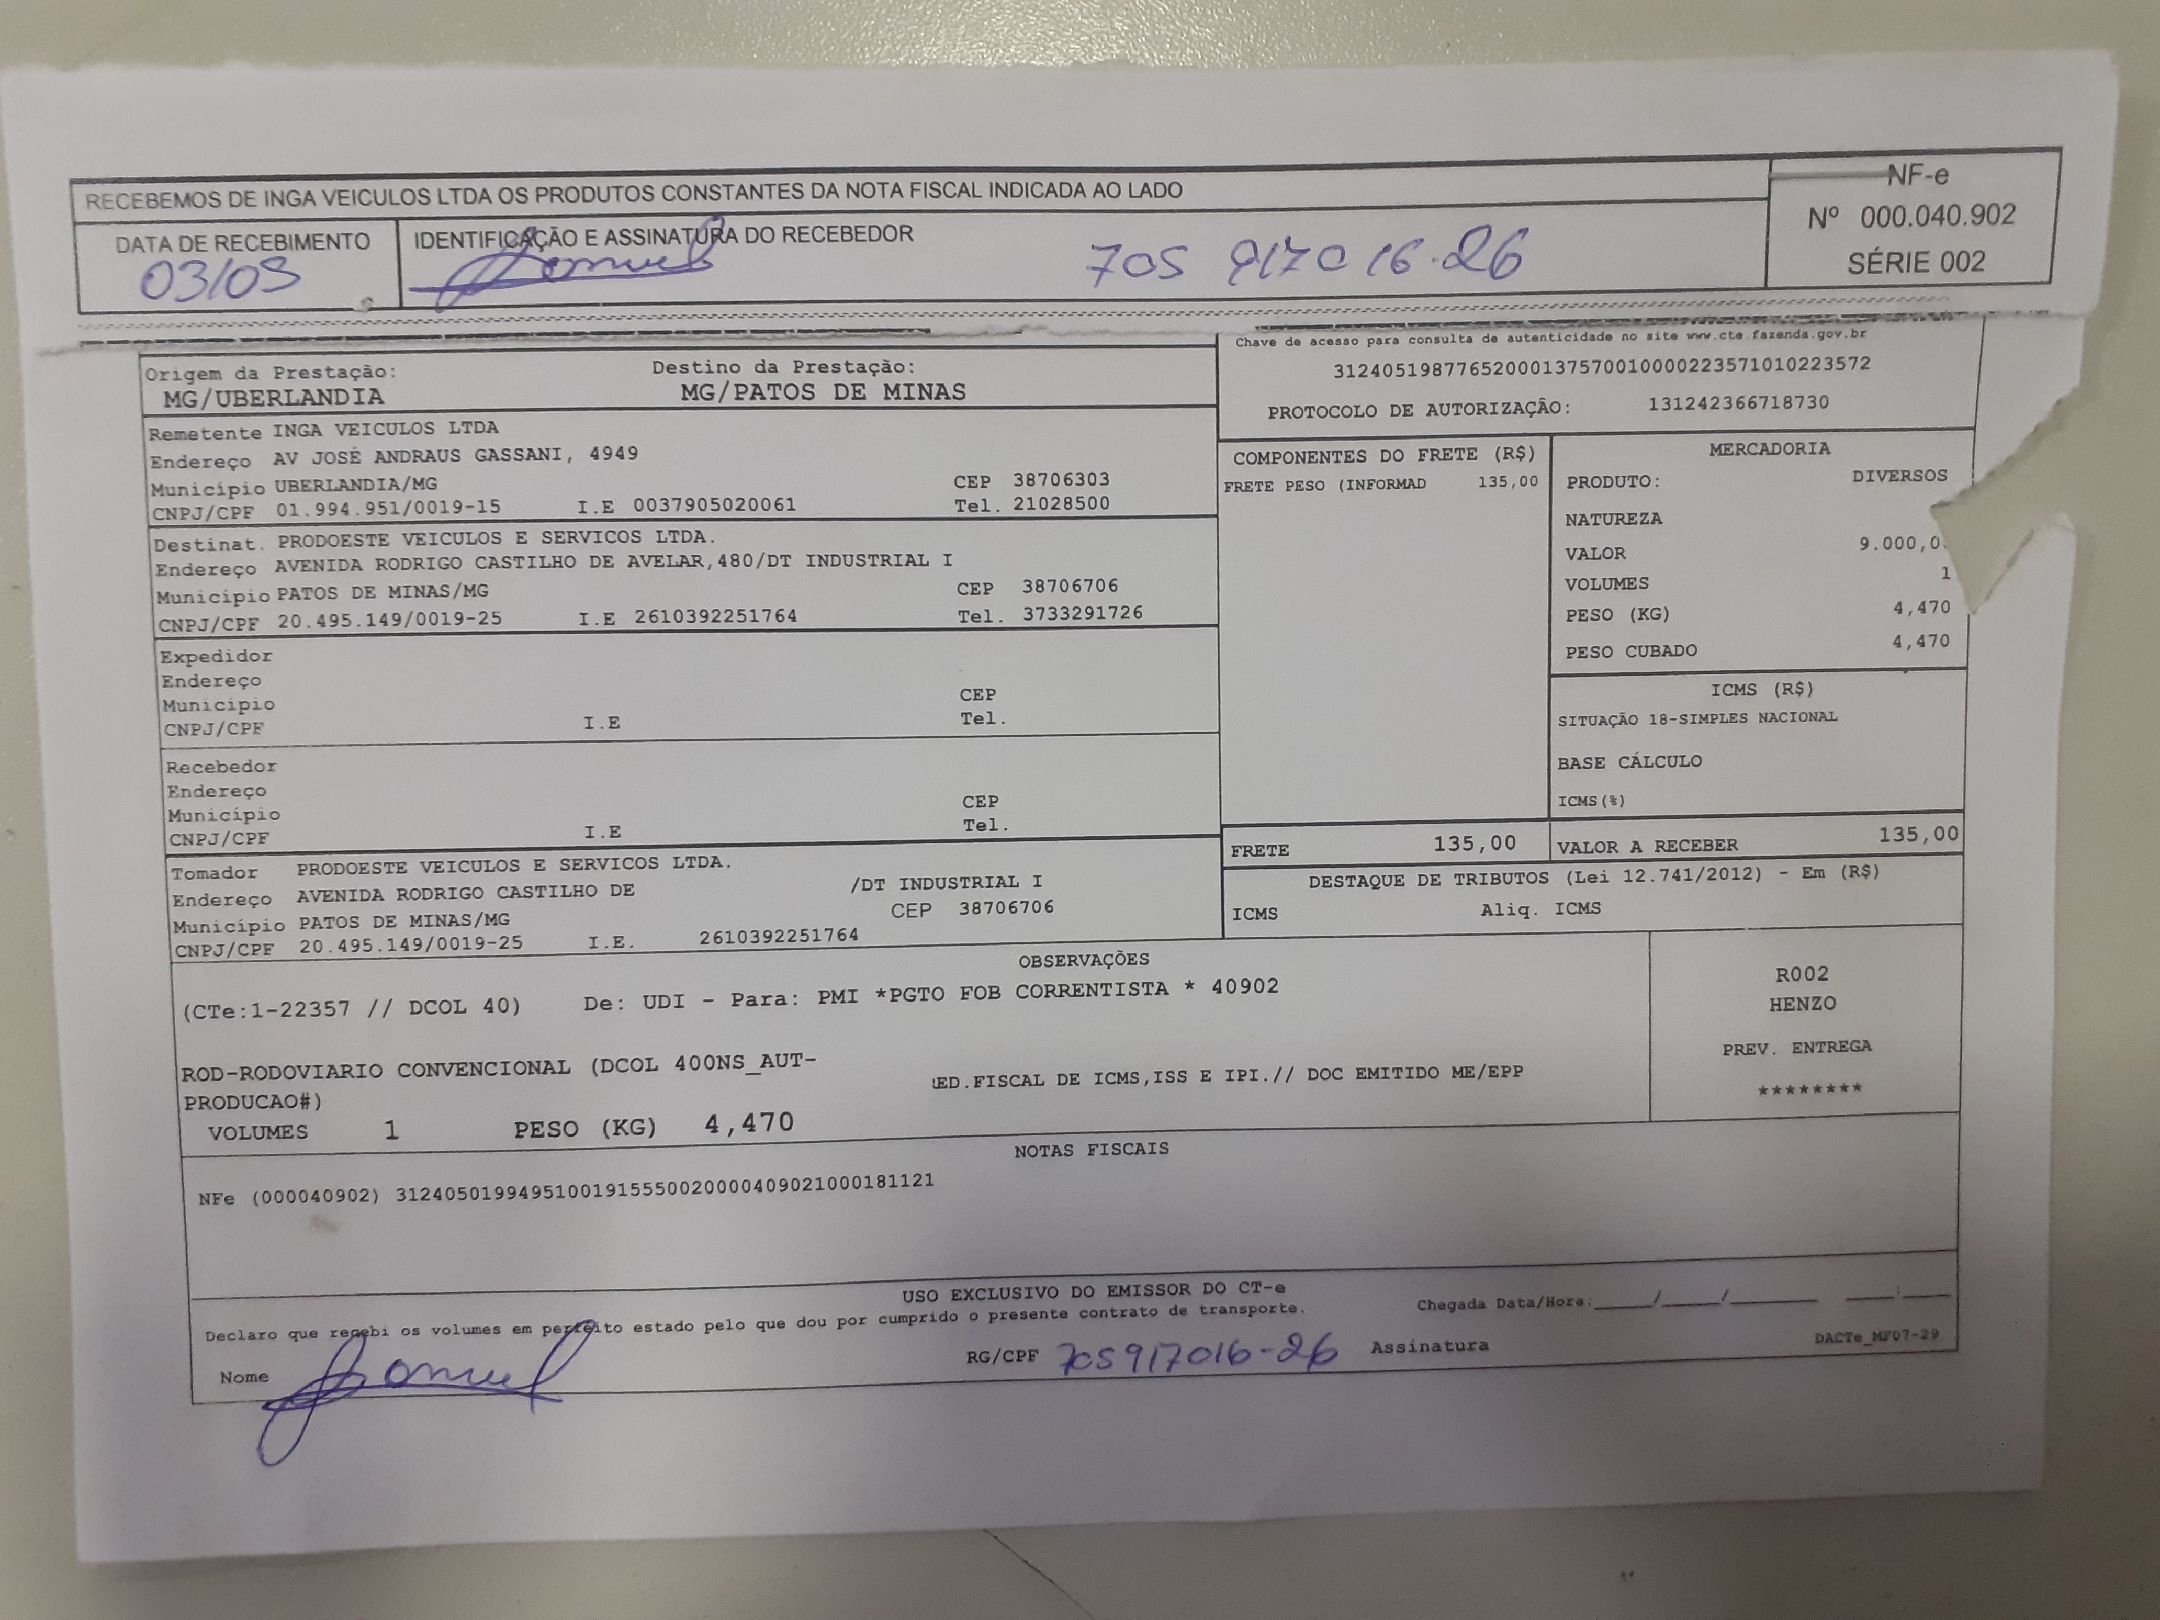 RECEBEMOS DE INGA VEICULOS LTDA OS PRODUTOS CONSTANTES DA NOTA FISCAL INDICADA AO LADO
NF-e
Nº 000.040.902
SÉRIE 002
DATA DE RECEBIMENTO
IDENTIFICAÇÃO E ASSINATURA DO RECEBEDOR
Chave de acesso para consulta de autenticidade no site www.cte.fazenda.gov.br
31240519877652000137570010000223571010223572
PROTOCOLO DE AUTORIZAÇÃO: 131242366718730
Origem da Prestação: Destino da Prestação:
MG/UBERLANDIA MG/PATOS DE MINAS
Remetente INGA VEICULOS LTDA
Endereço AV JOSÉ ANDRAUS GASSANI, 4949
Município UBERLANDIA/MG CEP 38706303
CNPJ/CPF 01.994.951/0019-15 I.E 0037905020061 Tel. 21028500
Destinat. PRODOESTE VEICULOS E SERVICOS LTDA.
Endereço AVENIDA RODRIGO CASTILHO DE AVELAR,480/DT INDUSTRIAL I
Município PATOS DE MINAS/MG CEP 38706706
CNPJ/CPF 20.495.149/0019-25 I.E 2610392251764 Tel. 3733291726
Expedidor
Endereço
Município CEP
CNPJ/CPF I.E Tel.
Recebedor
Endereço
Município CEP
CNPJ/CPF I.E Tel.
Tomador PRODOESTE VEICULOS E SERVICOS LTDA.
Endereço AVENIDA RODRIGO CASTILHO DE /DT INDUSTRIAL I
Município PATOS DE MINAS/MG CEP 38706706
CNPJ/CPF 20.495.149/0019-25 I.E. 2610392251764
COMPONENTES DO FRETE (R$)
FRETE PESO (INFORMAD 135,00
MERCADORIA
PRODUTO: DIVERSOS
NATUREZA
VALOR 9.000,0
VOLUMES 1
PESO (KG) 4,470
PESO CUBADO 4,470
ICMS (R$)
SITUAÇÃO 18-SIMPLES NACIONAL
BASE CÁLCULO
ICMS(%)
FRETE 135,00 VALOR A RECEBER 135,00
DESTAQUE DE TRIBUTOS (Lei 12.741/2012) - Em (R$)
ICMS Aliq. ICMS
OBSERVAÇÕES
(CTe:1-22357 // DCOL 40) De: UDI - Para: PMI *PGTO FOB CORRENTISTA * 40902
ROD-RODOVIARIO CONVENCIONAL (DCOL 400NS_AUT-
PRODUCAO#)
ED.FISCAL DE ICMS,ISS E IPI.// DOC EMITIDO ME/EPP
VOLUMES 1 PESO (KG) 4,470
R002
HENZO
PREV. ENTREGA
********
NOTAS FISCAIS
NFe (000040902) 31240501994951001915550020000409021000181121
USO EXCLUSIVO DO EMISSOR DO CT-e
Declaro que recebi os volumes em perfeito estado pelo que dou por cumprido o presente contrato de transporte.
Chegada Data/Hora:_____/_____/________ ____:____
Nome RG/CPF 705917016-26 Assinatura
DACTe_MF07-29